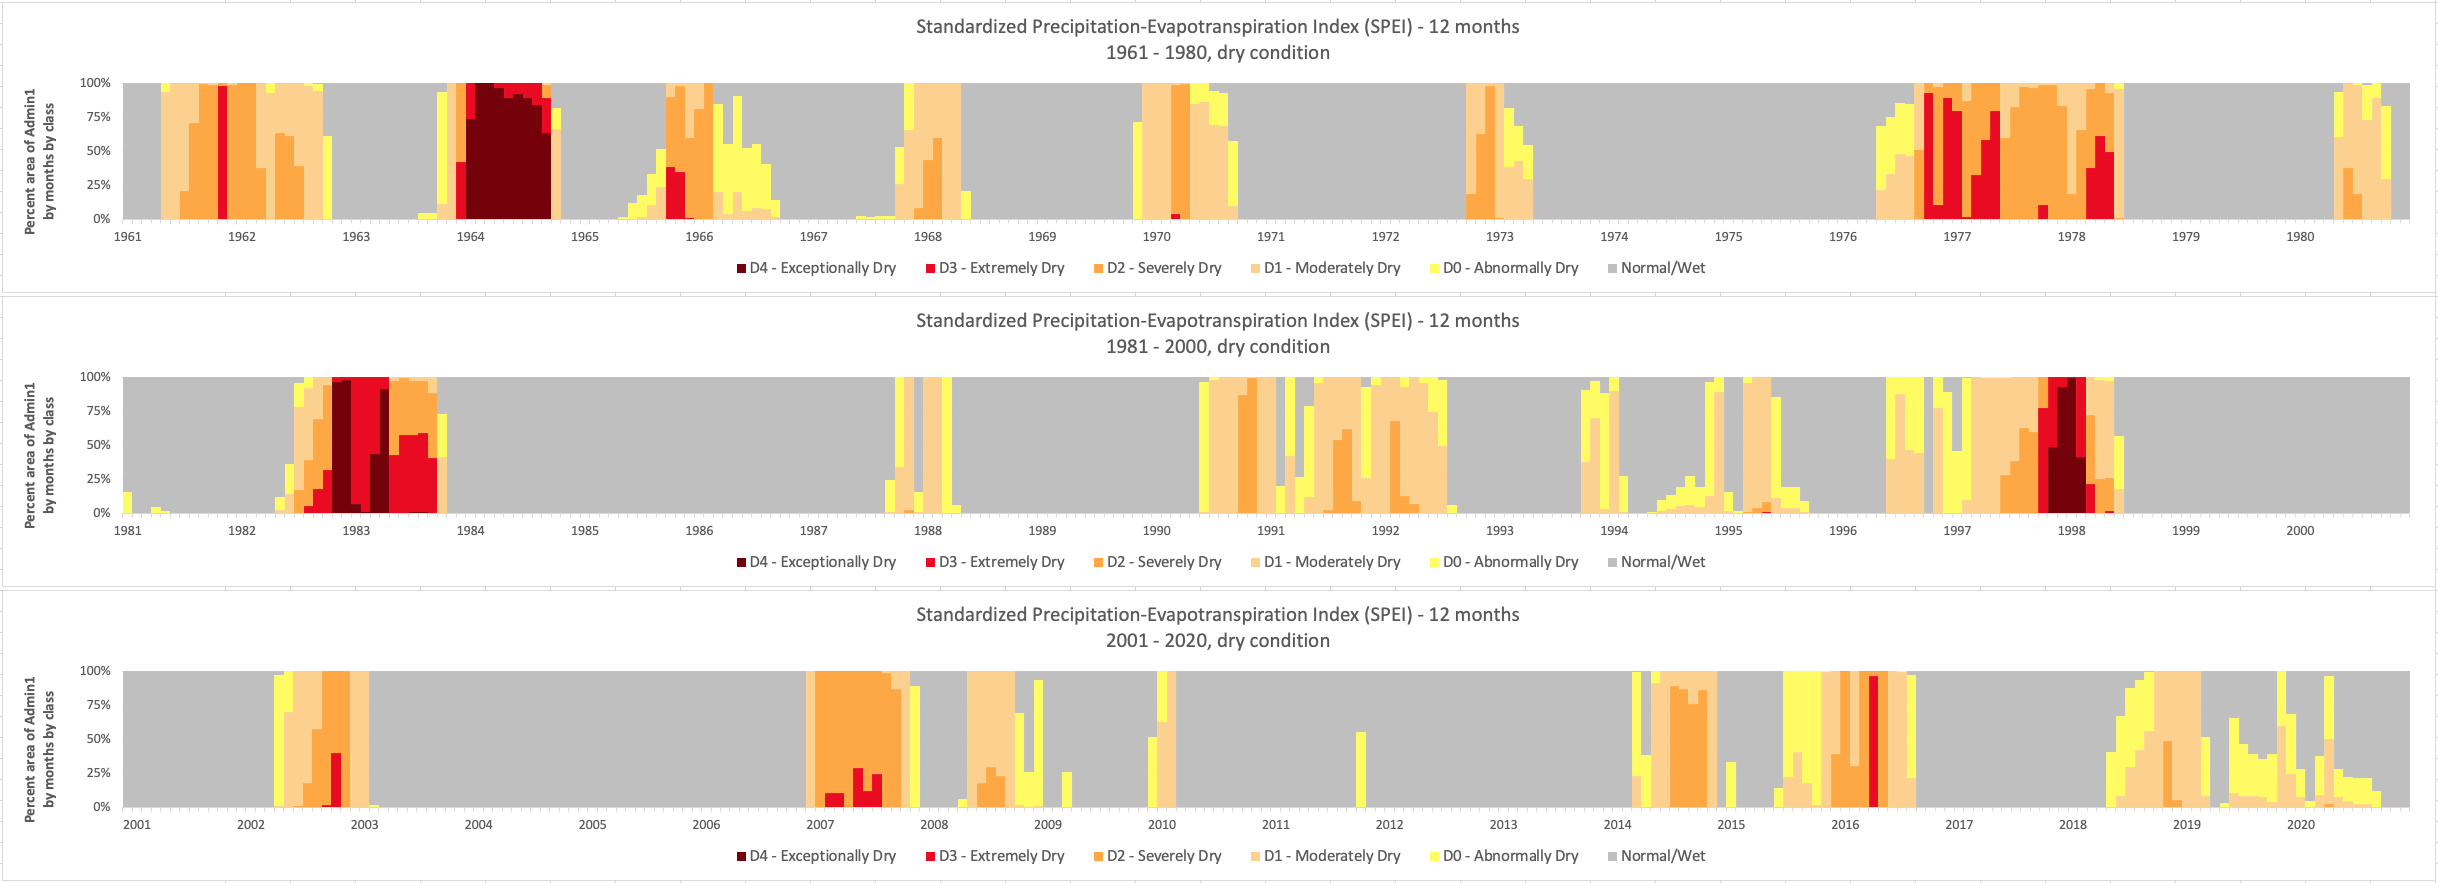 Standardized Precipitation-Evapotranspiration Index (SPEI) - 12 months
1961 - 1980, dry condition
Percent area of Admin1
by months by class
100%
75%
50%
25%
0%
1961 1962 1963 1964 1965 1966 1967 1968 1969 1970 1971 1972 1973 1974 1975 1976 1977 1978 1979 1980
D4 - Exceptionally Dry D3 - Extremely Dry D2 - Severely Dry D1 - Moderately Dry D0 - Abnormally Dry Normal/Wet
Standardized Precipitation-Evapotranspiration Index (SPEI) - 12 months
1981 - 2000, dry condition
Percent area of Admin1
by months by class
100%
75%
50%
25%
0%
1981 1982 1983 1984 1985 1986 1987 1988 1989 1990 1991 1992 1993 1994 1995 1996 1997 1998 1999 2000
D4 - Exceptionally Dry D3 - Extremely Dry D2 - Severely Dry D1 - Moderately Dry D0 - Abnormally Dry Normal/Wet
Standardized Precipitation-Evapotranspiration Index (SPEI) - 12 months
2001 - 2020, dry condition
Percent area of Admin1
by months by class
100%
75%
50%
25%
0%
2001 2002 2003 2004 2005 2006 2007 2008 2009 2010 2011 2012 2013 2014 2015 2016 2017 2018 2019 2020
D4 - Exceptionally Dry D3 - Extremely Dry D2 - Severely Dry D1 - Moderately Dry D0 - Abnormally Dry Normal/Wet